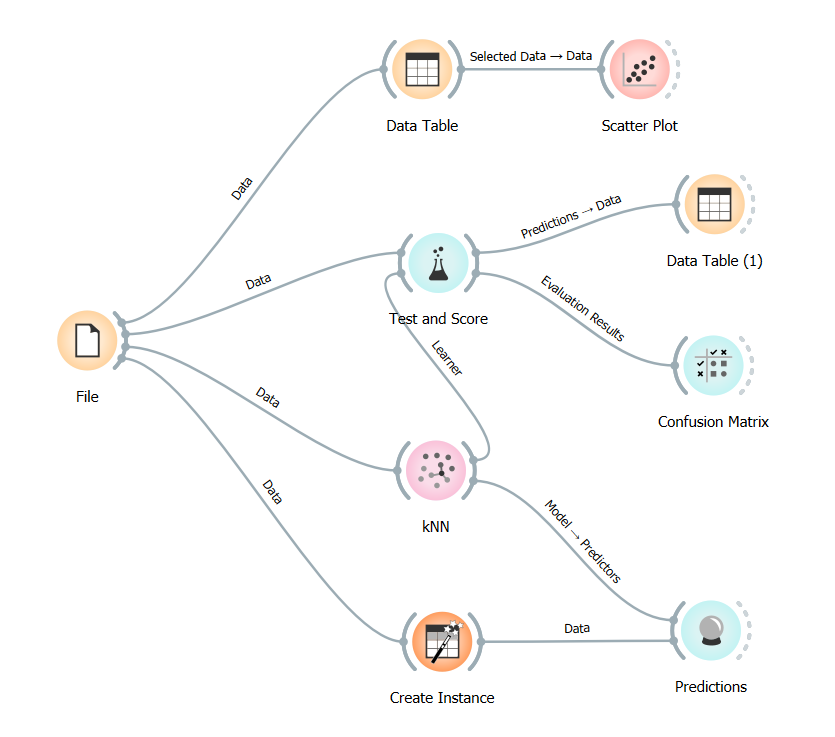 Selected Data → Data
Data Table
Scatter Plot
Data
Predictions → Data
Data Table (1)
Data
Test and Score
Evaluation Results
Learner
File
Data
Confusion Matrix
Data
kNN
Model → Predictors
Data
Create Instance
Predictions